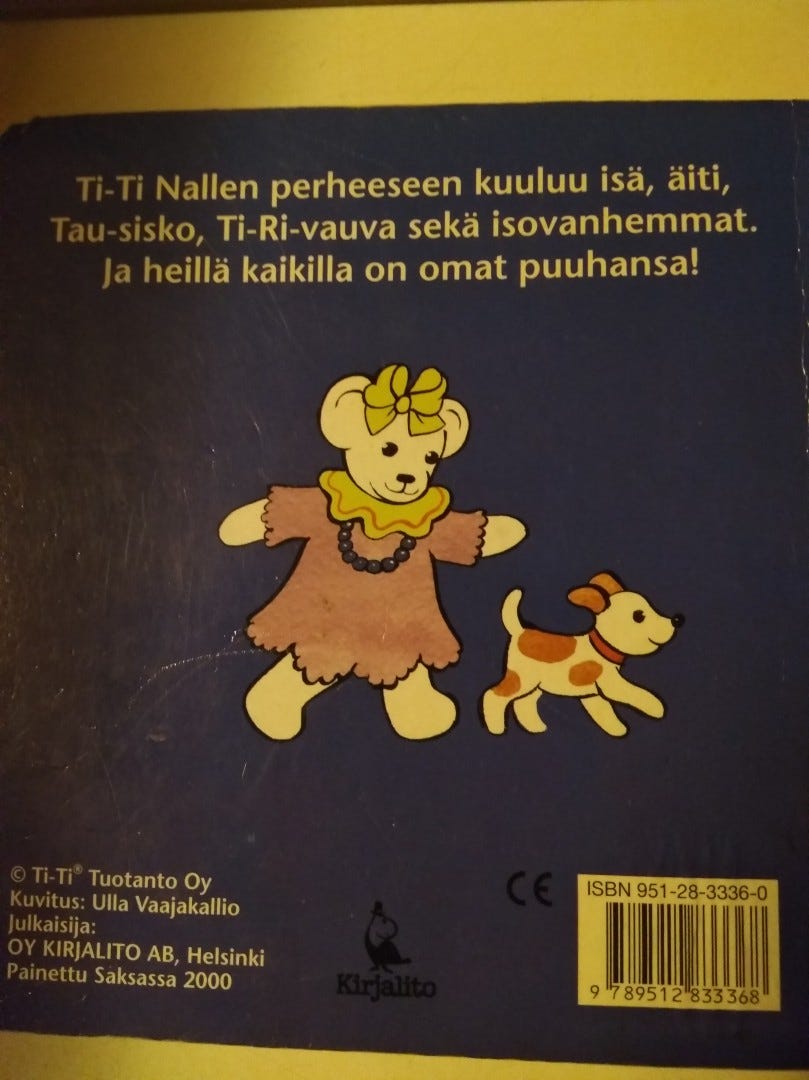 Ti-Ti Nallen perheeseen kuuluu isä, äiti,
Tau-sisko, Ti-Ri-vauva sekä isovanhemmat.
Ja heillä kaikilla on omat puuhansa!
© Ti-Ti® Tuotanto Oy
Kuvitus: Ulla Vaajakallio
Julkaisija:
OY KIRJALITO AB, Helsinki
Painettu Saksassa 2000
Kirjalito
CE
ISBN 951-28-3336-0
9 789512 833368